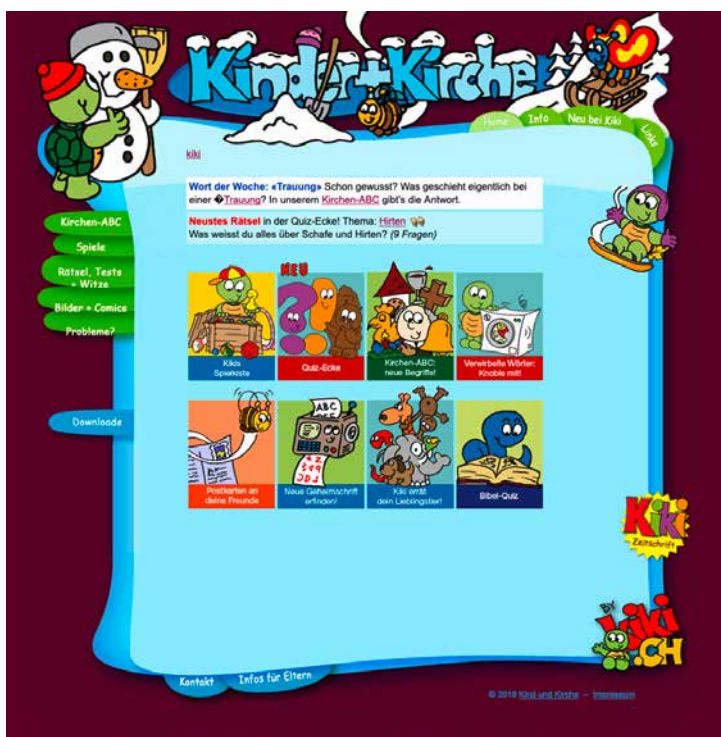 Kinder+Kirche
Home
Info
Neu bei Kiki
Links
kiki
Wort der Woche: «Trauung» Schon gewusst? Was geschieht eigentlich bei
einer �Trauung? In unserem Kirchen-ABC gibt's die Antwort.
Neustes Rätsel in der Quiz-Ecke! Thema: Hirten
Was weisst du alles über Schafe und Hirten? (9 Fragen)
Kirchen-ABC
Spiele
Rätsel, Tests
+ Witze
Bilder + Comics
Probleme?
Downloads
NEU
Kikis
Spielkiste
Quiz-Ecke
Kirchen-ABC:
neue Begriffe!
Verwirbelte Wörter:
Knoble mit!
ABC
Postkarten an
deine Freunde
Neue Geheimschrift
erfinden!
Kiki errät
dein Lieblingstier!
Bibel-Quiz
Kiki
Zeitschrift
BY
kiki
.CH
Kontakt
Infos für Eltern
© 2019 Kind und Kirche – Impressum